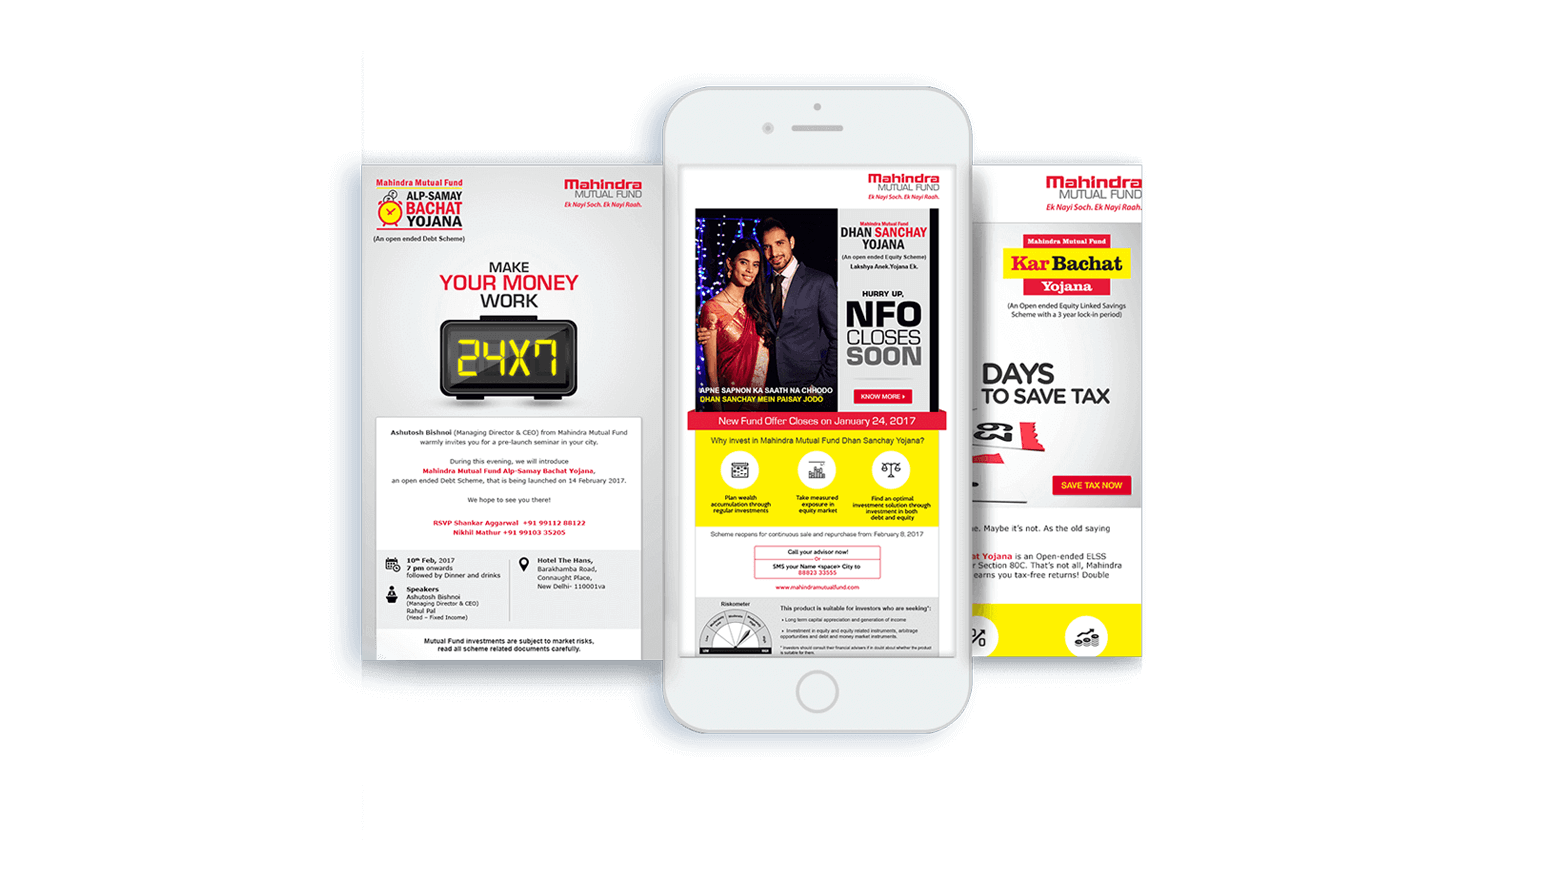 Mahindra Mutual Fund
ALP-SAMAY
BACHAT
YOJANA
(An open ended Debt Scheme)
Mahindra
MUTUAL FUND
Ek Nayi Soch. Ek Nayi Raah.
MAKE
YOUR MONEY
WORK
24X7
Ashutosh Bishnoi (Managing Director & CEO) from Mahindra Mutual Fund
warmly invites you for a pre-launch seminar in your city.
During this evening, we will introduce
Mahindra Mutual Fund Alp-Samay Bachat Yojana,
an open ended Debt Scheme, that is being launched on 14 February 2017.
We hope to see you there!
RSVP Shankar Aggarwal +91 99112 88122
Nikhil Mathur +91 99103 35205
10th Feb, 2017
7 pm onwards
followed by Dinner and drinks
Speakers
Ashutosh Bishnoi
(Managing Director & CEO)
Rahul Pal
(Head – Fixed Income)
Hotel The Hans,
Barakhamba Road,
Connaught Place,
New Delhi- 110001va
Mutual Fund investments are subject to market risks,
read all scheme related documents carefully.
Mahindra
MUTUAL FUND
Ek Nayi Soch. Ek Nayi Raah.
Mahindra Mutual Fund
DHAN SANCHAY
YOJANA
(An open ended Equity Scheme)
Lakshya Anek.Yojana Ek.
HURRY UP,
NFO
CLOSES
SOON
KNOW MORE
APNE SAPNON KA SAATH NA CHHODO
DHAN SANCHAY MEIN PAISAY JODO
New Fund Offer Closes on January 24, 2017
Why invest in Mahindra Mutual Fund Dhan Sanchay Yojana?
Plan wealth
accumulation through
regular investments
Take measured
exposure in
equity market
Find an optimal
investment solution through
investment in both
debt and equity
Scheme reopens for continuous sale and repurchase from: February 8, 2017
Call your advisor now!
Or
SMS your Name <space> City to
88823 33555
www.mahindramutualfund.com
Riskometer
Low
Moderate
High
LOW
HIGH
This product is suitable for investors who are seeking*:
• Long term capital appreciation and generation of income
• Investment in equity and equity related instruments, arbitrage
opportunities and debt and money market instruments.
* Investors should consult their financial advisers if in doubt about whether the product
is suitable for them.
Mahindra
MUTUAL FUND
Ek Nayi Soch. Ek Nayi Raah.
Mahindra Mutual Fund
Kar Bachat
Yojana
(An Open ended Equity Linked Savings
Scheme with a 3 year lock-in period)
DAYS
TO SAVE TAX
63
SAVE TAX NOW
e. Maybe it's not. As the old saying
at Yojana is an Open-ended ELSS
r Section 80C. That's not all, Mahindra
earns you tax-free returns! Double